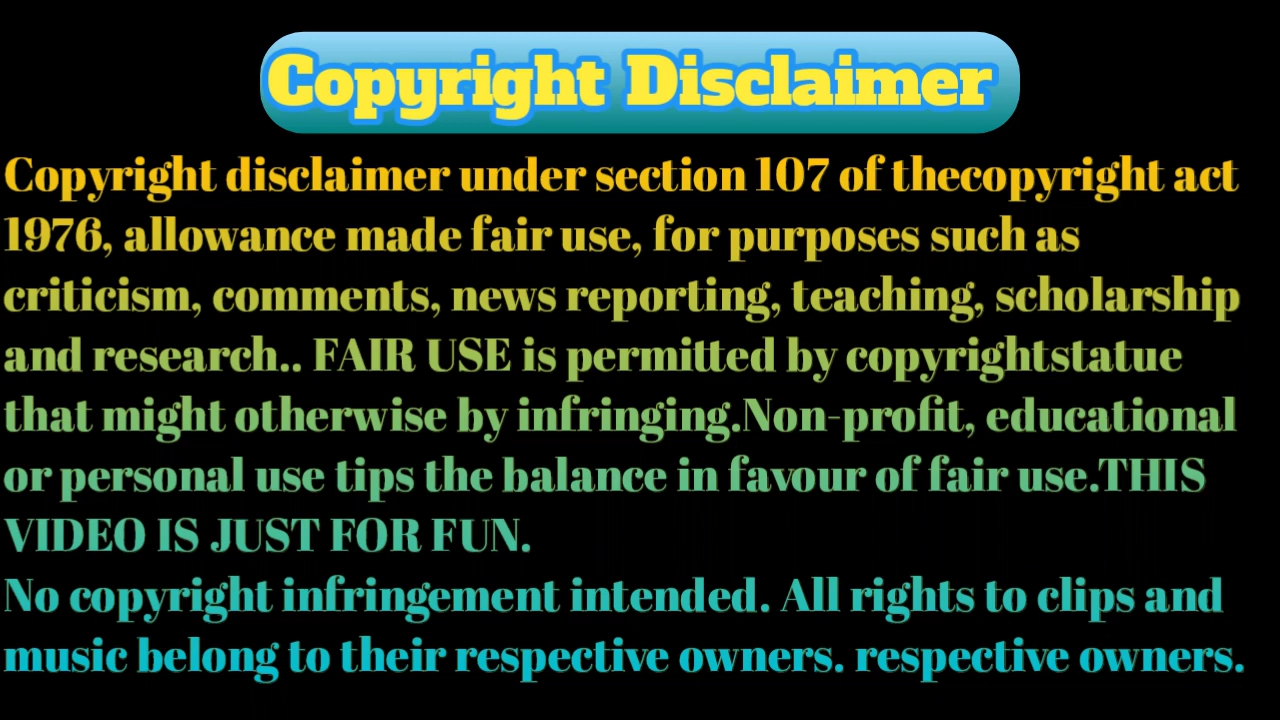 Copyright Disclaimer
Copyright disclaimer under section 107 of thecopyright act
1976, allowance made fair use, for purposes such as
criticism, comments, news reporting, teaching, scholarship
and research.. FAIR USE is permitted by copyrightstatue
that might otherwise by infringing.Non-profit, educational
or personal use tips the balance in favour of fair use.THIS
VIDEO IS JUST FOR FUN.
No copyright infringement intended. All rights to clips and
music belong to their respective owners. respective owners.